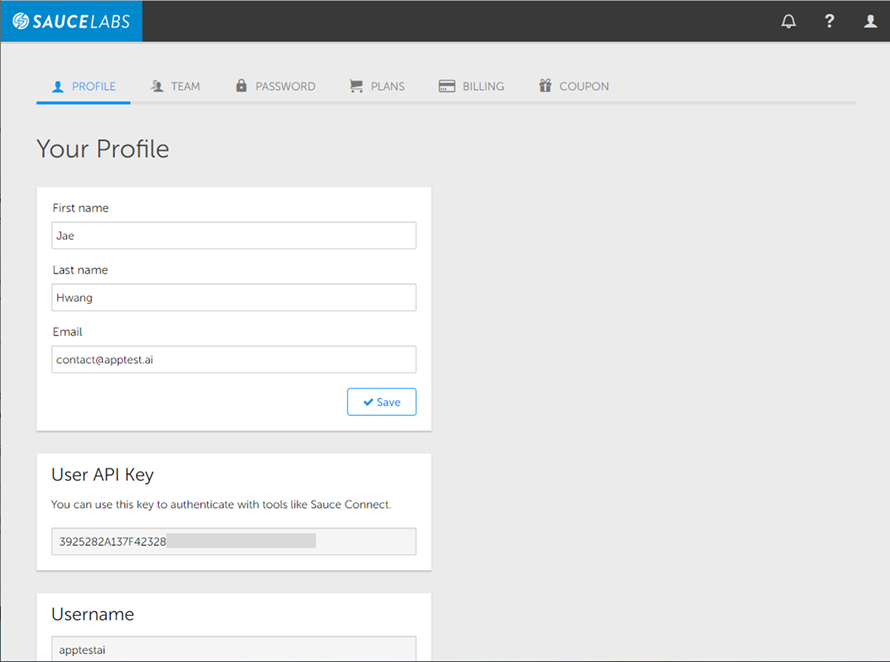 SAUCELABS
?
PROFILE TEAM PASSWORD PLANS BILLING COUPON
Your Profile
First name
Jae
Last name
Hwang
Email
contact@apptest.ai
Save
User API Key
You can use this key to authenticate with tools like Sauce Connect.
3925282A137F42328
Username
apptestai